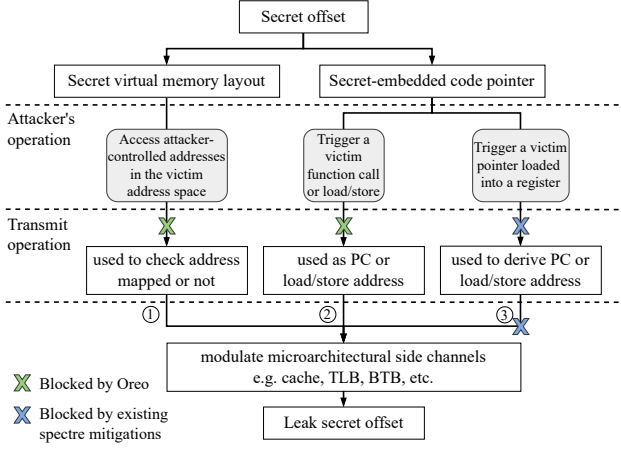 Secret offset
Secret virtual memory layout
Secret-embedded code pointer
Attacker's
operation
Access attacker-
controlled addresses
in the victim
address space
Trigger a
victim
function call
or load/store
Trigger a victim
pointer loaded
into a register
Transmit
operation
used to check address
mapped or not
used as PC or
load/store address
used to derive PC or
load/store address
①
②
③
modulate microarchitectural side channels
e.g. cache, TLB, BTB, etc.
Leak secret offset
Blocked by Oreo
Blocked by existing
spectre mitigations